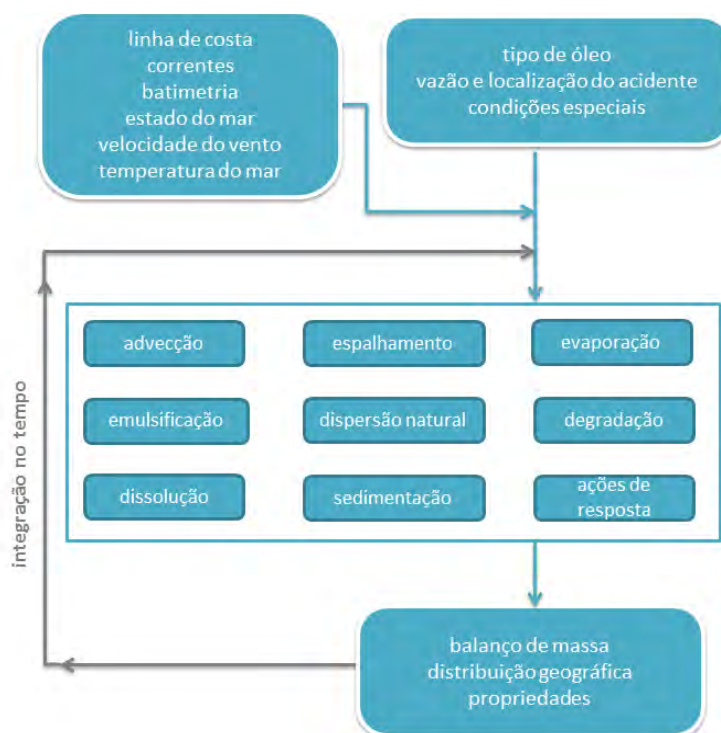 linha de costa
correntes
batimetria
estado do mar
velocidade do vento
temperatura do mar
tipo de óleo
vazão e localização do acidente
condições especiais
integração no tempo
advecção
espalhamento
evaporação
emulsificação
dispersão natural
degradação
dissolução
sedimentação
ações de
resposta
balanço de massa
distribuição geográfica
propriedades